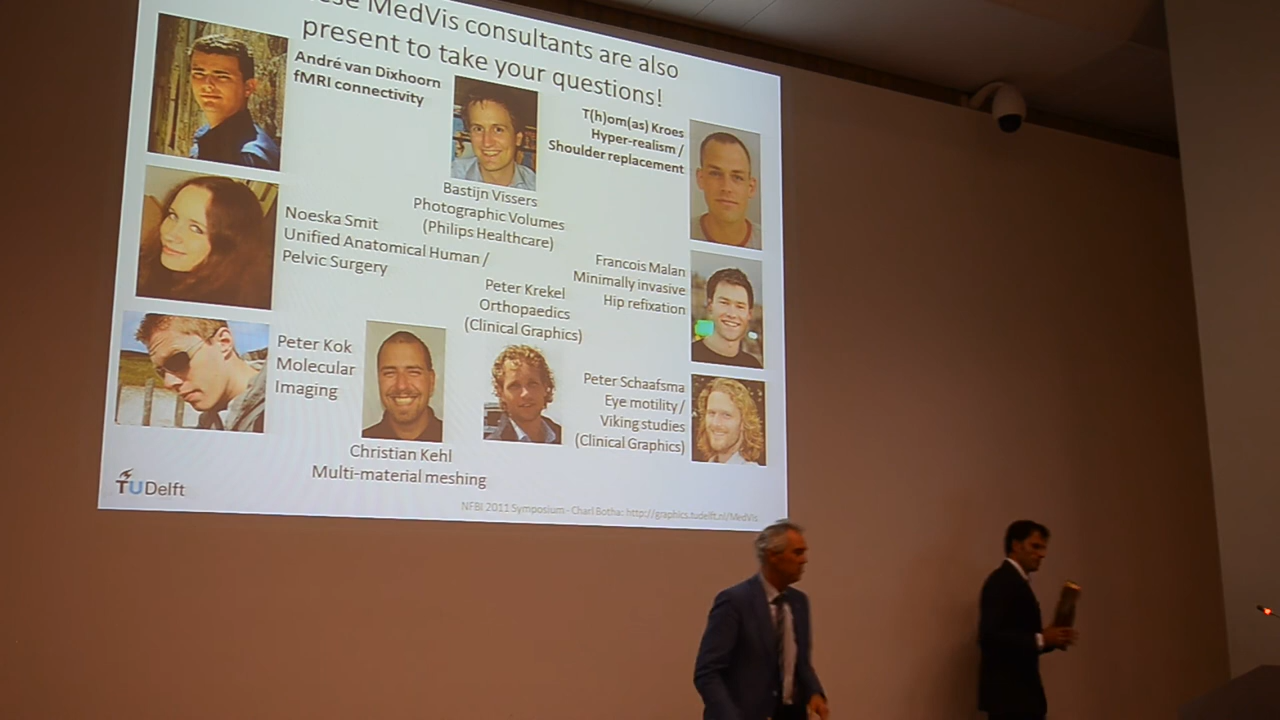 MedVis consultants are also
present to take your questions!
André van Dixhoorn
fMRI connectivity
T(h)om(as) Kroes
Hyper-realism /
Shoulder replacement
Bastijn Vissers
Photographic Volumes
(Philips Healthcare)
Noeska Smit
Unified Anatomical Human /
Pelvic Surgery
Francois Malan
Minimally invasive
Hip refixation
Peter Krekel
Orthopaedics
(Clinical Graphics)
Peter Kok
Molecular
Imaging
Peter Schaafsma
Eye motility /
Viking studies
(Clinical Graphics)
Christian Kehl
Multi-material meshing
TUDelft
NFBI 2011 Symposium - Charl Botha: http://graphics.tudelft.nl/MedVis